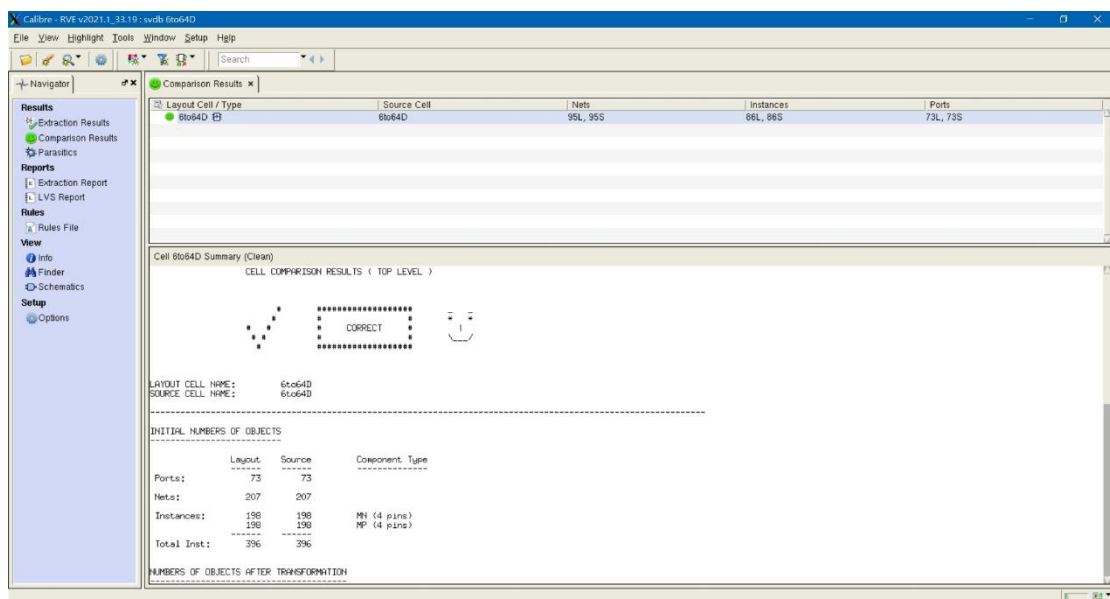 Calibre - RVE v2021.1_33.19 : svdb 6to64D
File View Highlight Tools Window Setup Help
Search
Navigator
Comparison Results
Results
Extraction Results
Comparison Results
Parasitics
Reports
Extraction Report
LVS Report
Rules
Rules File
View
Info
Finder
Schematics
Setup
Options
Layout Cell / Type Source Cell Nets Instances Ports
6to64D 6to64D 95L, 95S 86L, 86S 73L, 73S
Cell 6to64D Summary (Clean)
CELL COMPARISON RESULTS ( TOP LEVEL )
CORRECT
LAYOUT CELL NAME: 6to64D
SOURCE CELL NAME: 6to64D
INITIAL NUMBERS OF OBJECTS
Layout Source Component Type
Ports: 73 73
Nets: 207 207
Instances: 198 198 MN (4 pins)
198 198 MP (4 pins)
Total Inst: 396 396
NUMBERS OF OBJECTS AFTER TRANSFORMATION